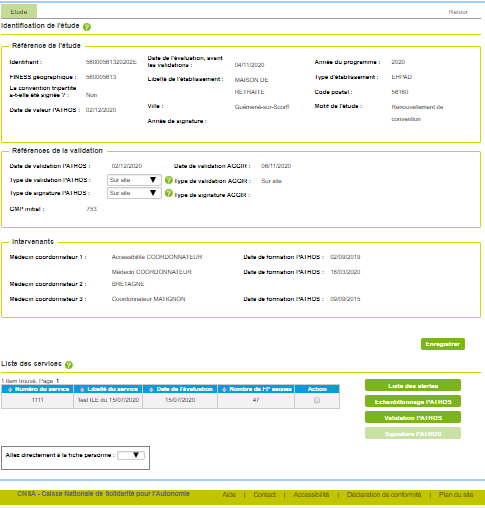 Etude Retour
Identification de l'étude ?
Référence de l'étude
Identifiant : 56000561320202E Date de l'évaluation, avant les validations : 04/11/2020 Année du programme : 2020
FINESS géographique : 560005613 Libellé de l'établissement : MAISON DE RETRAITE Type d'établissement : EHPAD
La convention tripartite a-t-elle été signée ? : Non Code postal : 56160
Date de valeur PATHOS : 02/12/2020 Ville : Guémené-sur-Scorff Motif de l'étude : Renouvellement de convention
Année de signature :
Références de la validation
Date de validation PATHOS : 02/12/2020 Date de validation AGGIR : 06/11/2020
Type de validation PATHOS : Sur site ? Type de validation AGGIR : Sur site
Type de signature PATHOS : Sur site ? Type de signature AGGIR :
GMP initial : 753
Intervenants
Médecin coordonnateur 1 : Accessibilite COORDONNATEUR Date de formation PATHOS : 02/09/2019
Médecin COORDONNATEUR Date de formation PATHOS : 18/03/2020
Médecin coordonnateur 2 : BRETAGNE
Médecin coordonnateur 3 : Coordonnateur MATIGNON Date de formation PATHOS : 09/09/2015
Enregistrer
Liste des services ?
1 item trouvé. Page 1
Numéro du service Libellé du service Date de l'évaluation Nombre de N° saisies Action
1111 Test ILE du 15/07/2020 15/07/2020 47
Liste des alertes
Echantillonnage PATHOS
Validation PATHOS
Signature PATHOS
Allez directement à la fiche personne :
CNSA - Caisse Nationale de Solidarité pour l'Autonomie Aide | Contact | Accessibilité | Déclaration de conformité | Plan du site